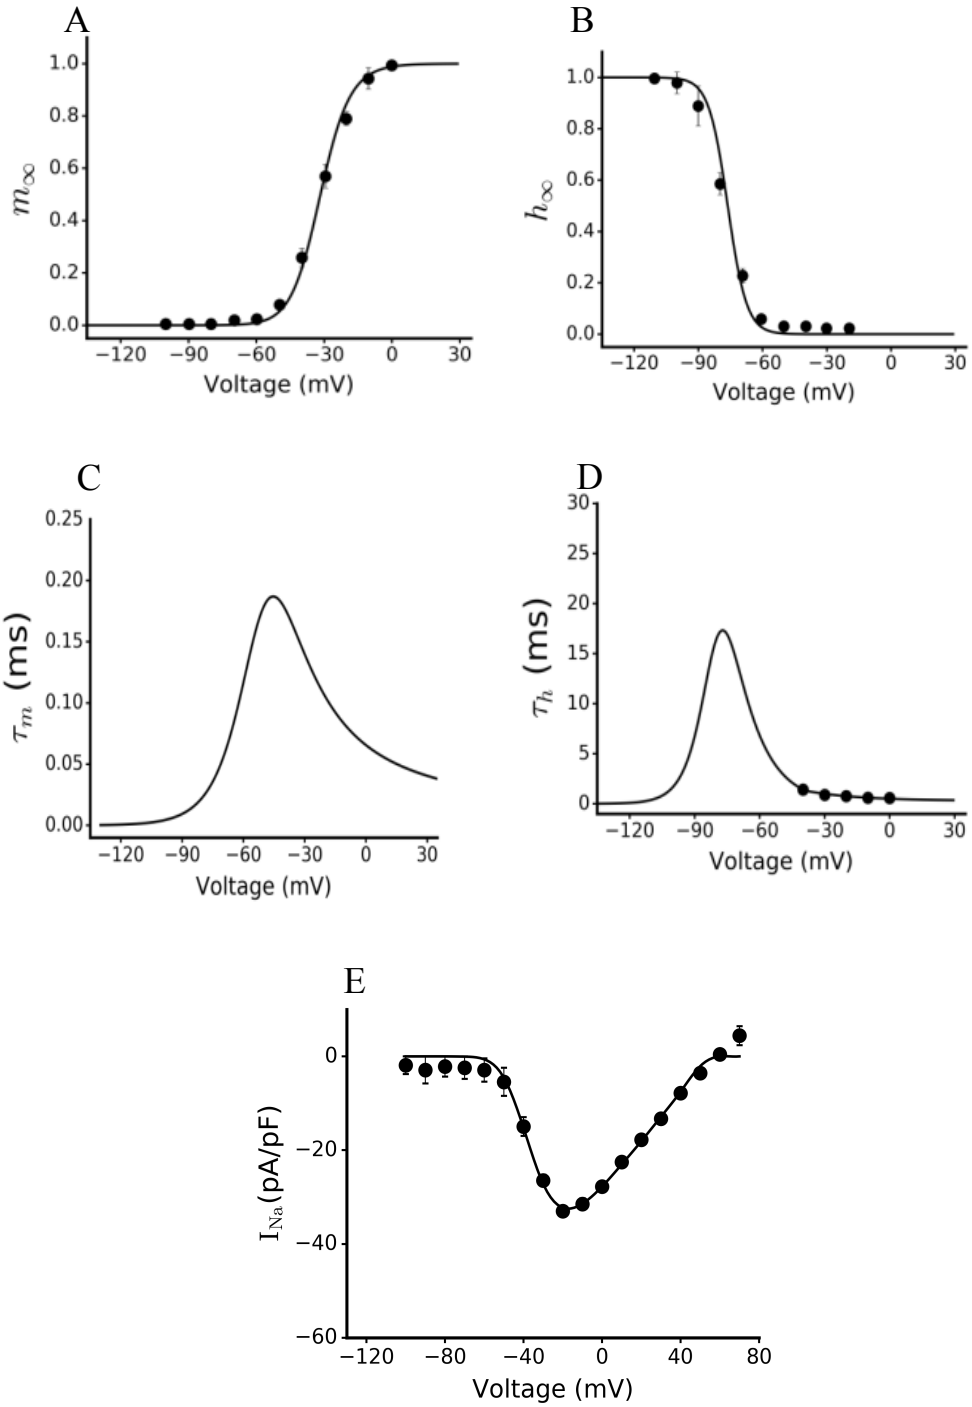 A
1.0
0.8
0.6
0.4
0.2
0.0
m∞
−120 −90 −60 −30 0 30
Voltage (mV)
B
1.0
0.8
0.6
0.4
0.2
0.0
h∞
−120 −90 −60 −30 0 30
Voltage (mV)
C
0.25
0.20
0.15
0.10
0.05
0.00
τm (ms)
−120 −90 −60 −30 0 30
Voltage (mV)
D
30
25
20
15
10
5
0
τh (ms)
−120 −90 −60 −30 0 30
Voltage (mV)
E
0
−20
−40
−60
INa(pA/pF)
−120 −80 −40 0 40 80
Voltage (mV)